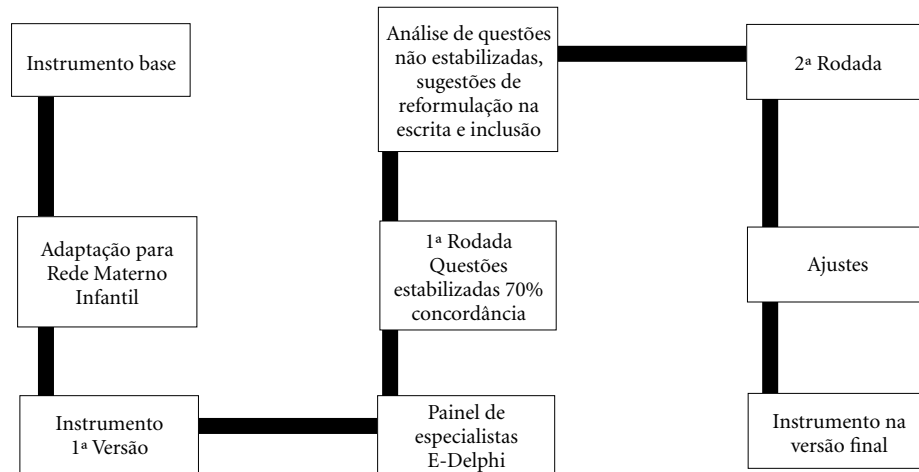 Instrumento base
Adaptação para
Rede Materno
Infantil
Instrumento
1ª Versão
Painel de
especialistas
E-Delphi
1ª Rodada
Questões
estabilizadas 70%
concordância
Análise de questões
não estabilizadas,
sugestões de
reformulação na
escrita e inclusão
2ª Rodada
Ajustes
Instrumento na
versão final